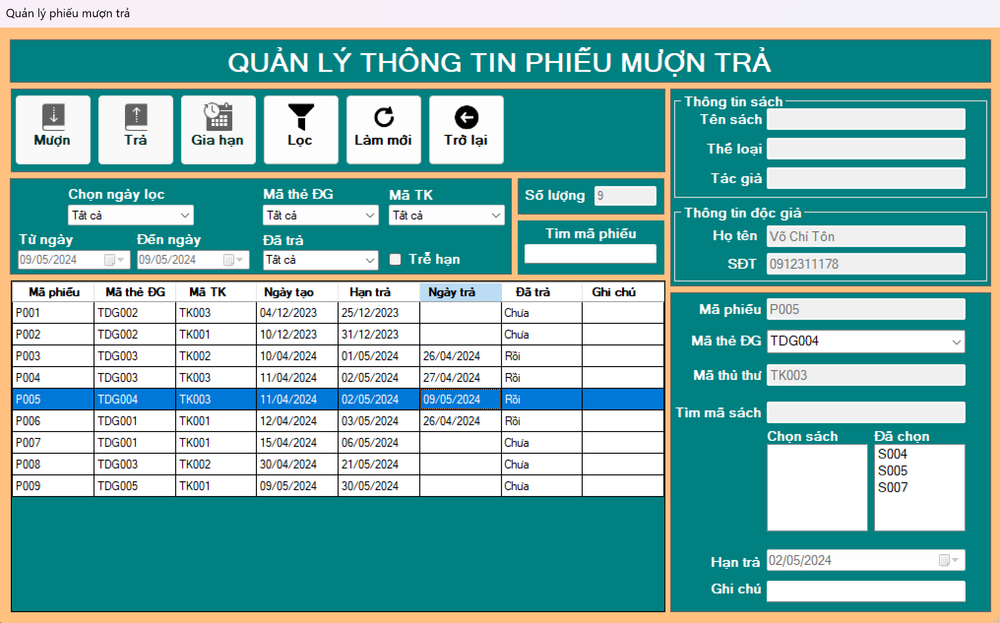 Quản lý phiếu mượn trả
QUẢN LÝ THÔNG TIN PHIẾU MƯỢN TRẢ
Mượn Trả Gia hạn Lọc Làm mới Trở lại
Chọn ngày lọc Mã thẻ ĐG Mã TK
Tất cả Tất cả Tất cả
Từ ngày Đến ngày Đã trả
09/05/2024 09/05/2024 Tất cả Trễ hạn
Số lượng 9
Tìm mã phiếu
Mã phiếu Mã thẻ ĐG Mã TK Ngày tạo Hạn trả Ngày trả Đã trả Ghi chú
P001 TDG002 TK003 04/12/2023 25/12/2023 Chưa
P002 TDG002 TK001 10/12/2023 31/12/2023 Chưa
P003 TDG003 TK002 10/04/2024 01/05/2024 26/04/2024 Rồi
P004 TDG003 TK003 11/04/2024 02/05/2024 27/04/2024 Rồi
P005 TDG004 TK003 11/04/2024 02/05/2024 09/05/2024 Rồi
P006 TDG001 TK001 12/04/2024 03/05/2024 26/04/2024 Rồi
P007 TDG001 TK001 15/04/2024 06/05/2024 Chưa
P008 TDG003 TK002 30/04/2024 21/05/2024 Chưa
P009 TDG005 TK001 09/05/2024 30/05/2024 Chưa
Thông tin sách
Tên sách
Thể loại
Tác giả
Thông tin độc giả
Họ tên Võ Chí Tôn
SĐT 0912311178
Mã phiếu P005
Mã thẻ ĐG TDG004
Mã thủ thư TK003
Tìm mã sách
Chọn sách Đã chọn
S004
S005
S007
Hạn trả 02/05/2024
Ghi chú